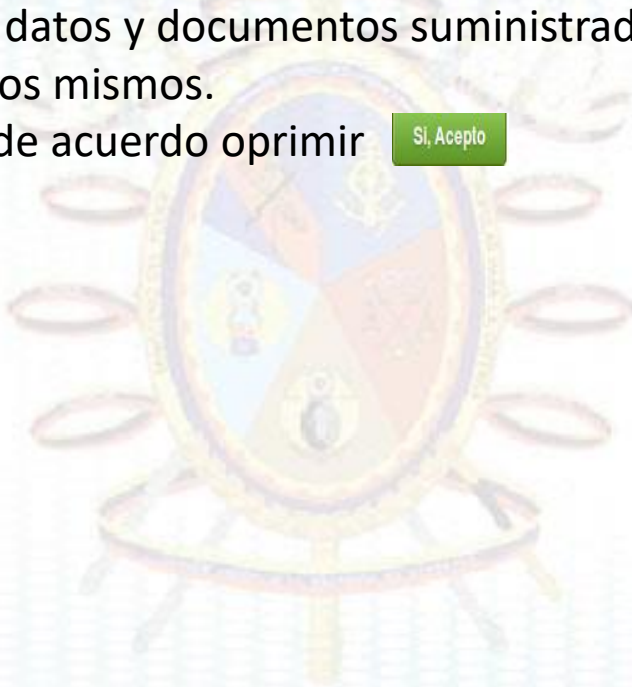 datos y documentos suministrad
os mismos.
de acuerdo oprimir Si, Acepto